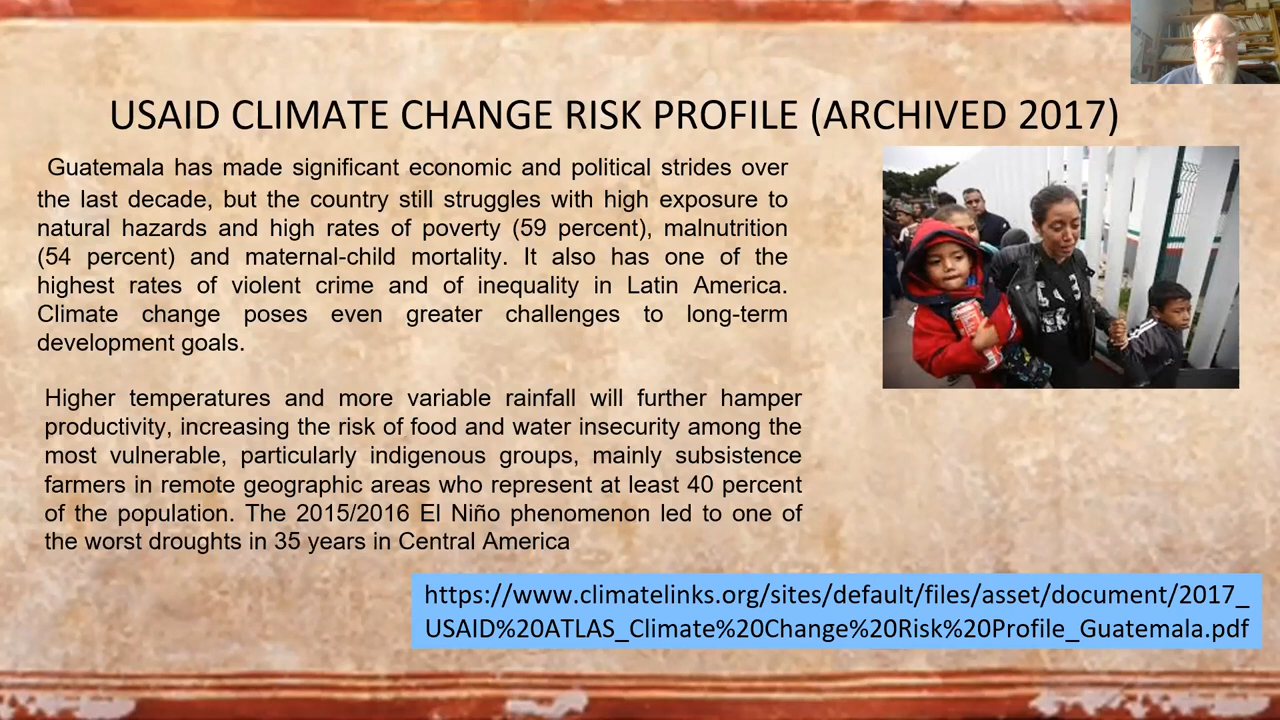 USAID CLIMATE CHANGE RISK PROFILE (ARCHIVED 2017)
Guatemala has made significant economic and political strides over
the last decade, but the country still struggles with high exposure to
natural hazards and high rates of poverty (59 percent), malnutrition
(54 percent) and maternal-child mortality. It also has one of the
highest rates of violent crime and of inequality in Latin America.
Climate change poses even greater challenges to long-term
development goals.
Higher temperatures and more variable rainfall will further hamper
productivity, increasing the risk of food and water insecurity among the
most vulnerable, particularly indigenous groups, mainly subsistence
farmers in remote geographic areas who represent at least 40 percent
of the population. The 2015/2016 El Niño phenomenon led to one of
the worst droughts in 35 years in Central America
https://www.climatelinks.org/sites/default/files/asset/document/2017_
USAID%20ATLAS_Climate%20Change%20Risk%20Profile_Guatemala.pdf